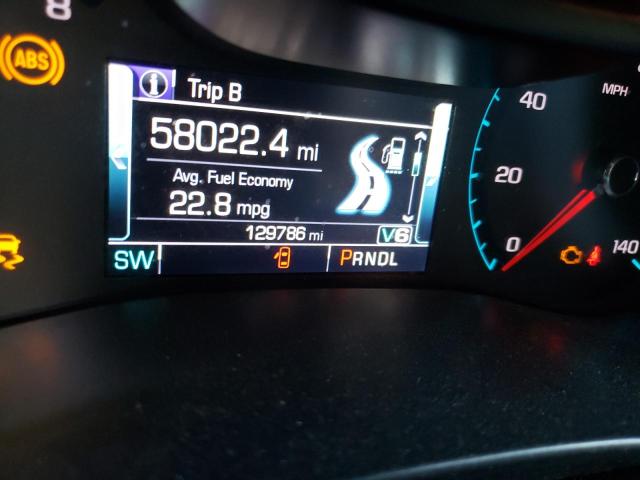 8
ABS
i Trip B
58022.4 mi
Avg. Fuel Economy
22.8 mpg
129786 mi V6
SW PRNDL
MPH
40
20
0
140